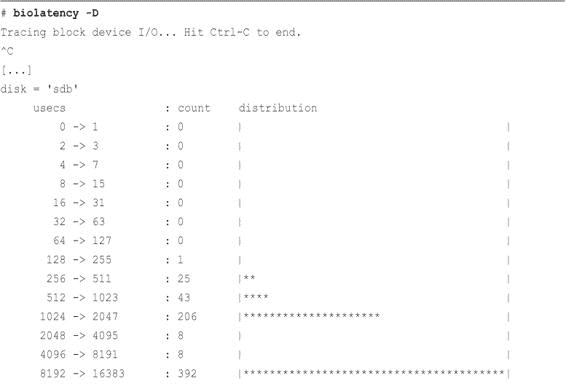 # biolatency -D
Tracing block device I/O... Hit Ctrl-C to end.
^C
[...]
disk = 'sdb'
     usecs               : count    distribution
         0 -> 1          : 0        |                                        |
         2 -> 3          : 0        |                                        |
         4 -> 7          : 0        |                                        |
         8 -> 15         : 0        |                                        |
        16 -> 31         : 0        |                                        |
        32 -> 63         : 0        |                                        |
        64 -> 127        : 0        |                                        |
       128 -> 255        : 1        |                                        |
       256 -> 511        : 25       |**                                      |
       512 -> 1023       : 43       |****                                    |
      1024 -> 2047       : 206      |*********************                   |
      2048 -> 4095       : 8        |                                        |
      4096 -> 8191       : 8        |                                        |
      8192 -> 16383      : 392      |****************************************|